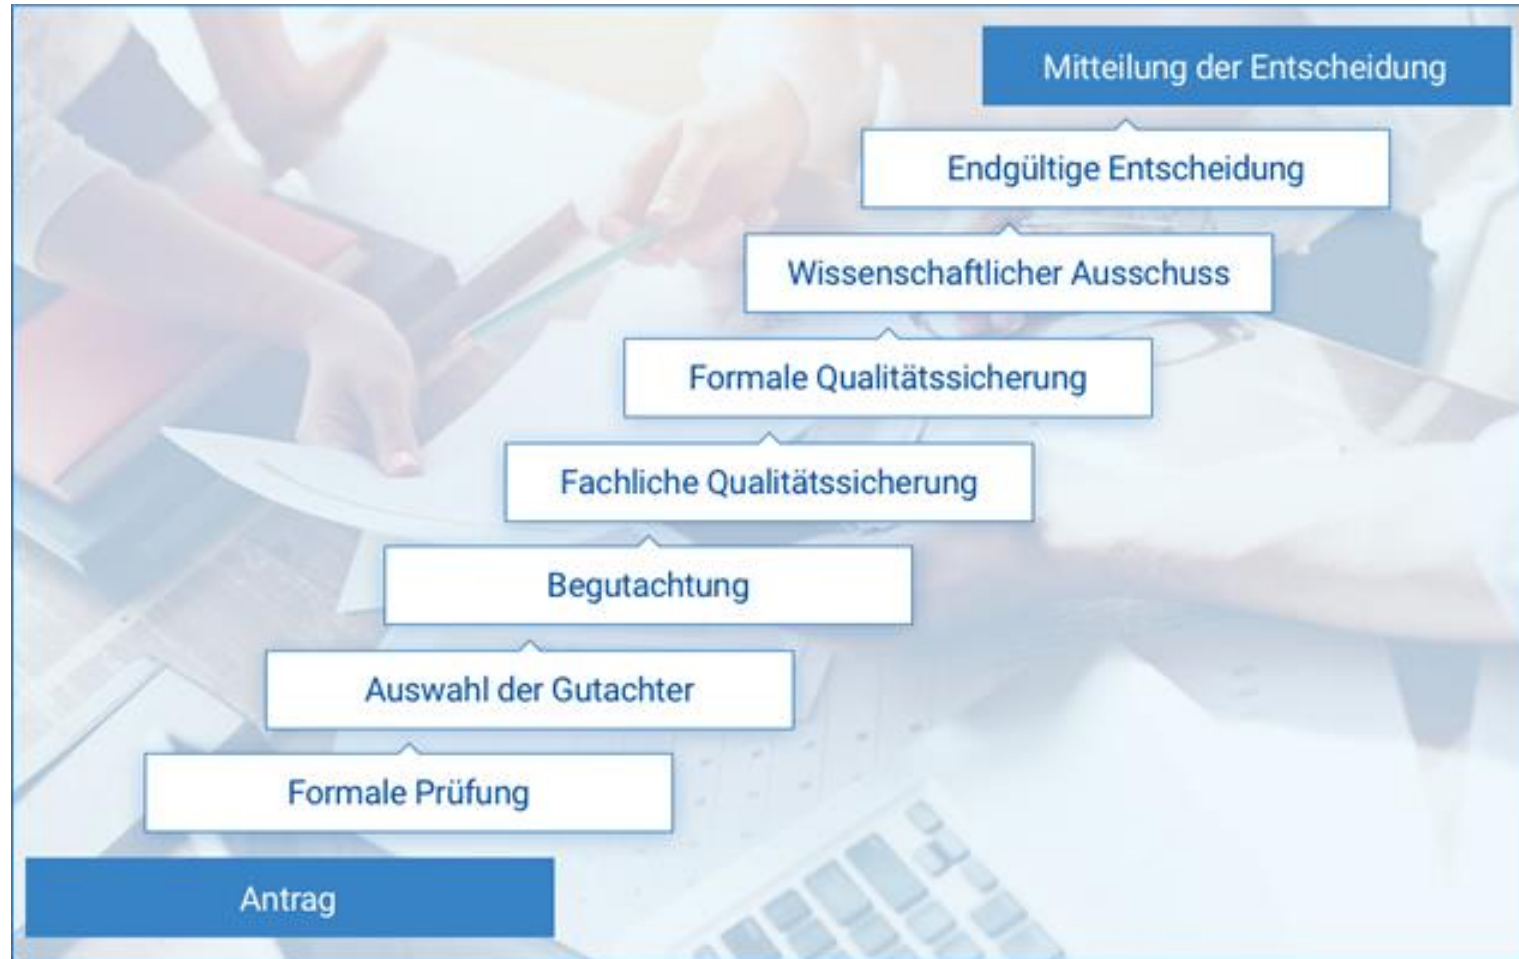 Mitteilung der Entscheidung
Endgültige Entscheidung
Wissenschaftlicher Ausschuss
Formale Qualitätssicherung
Fachliche Qualitätssicherung
Begutachtung
Auswahl der Gutachter
Formale Prüfung
Antrag